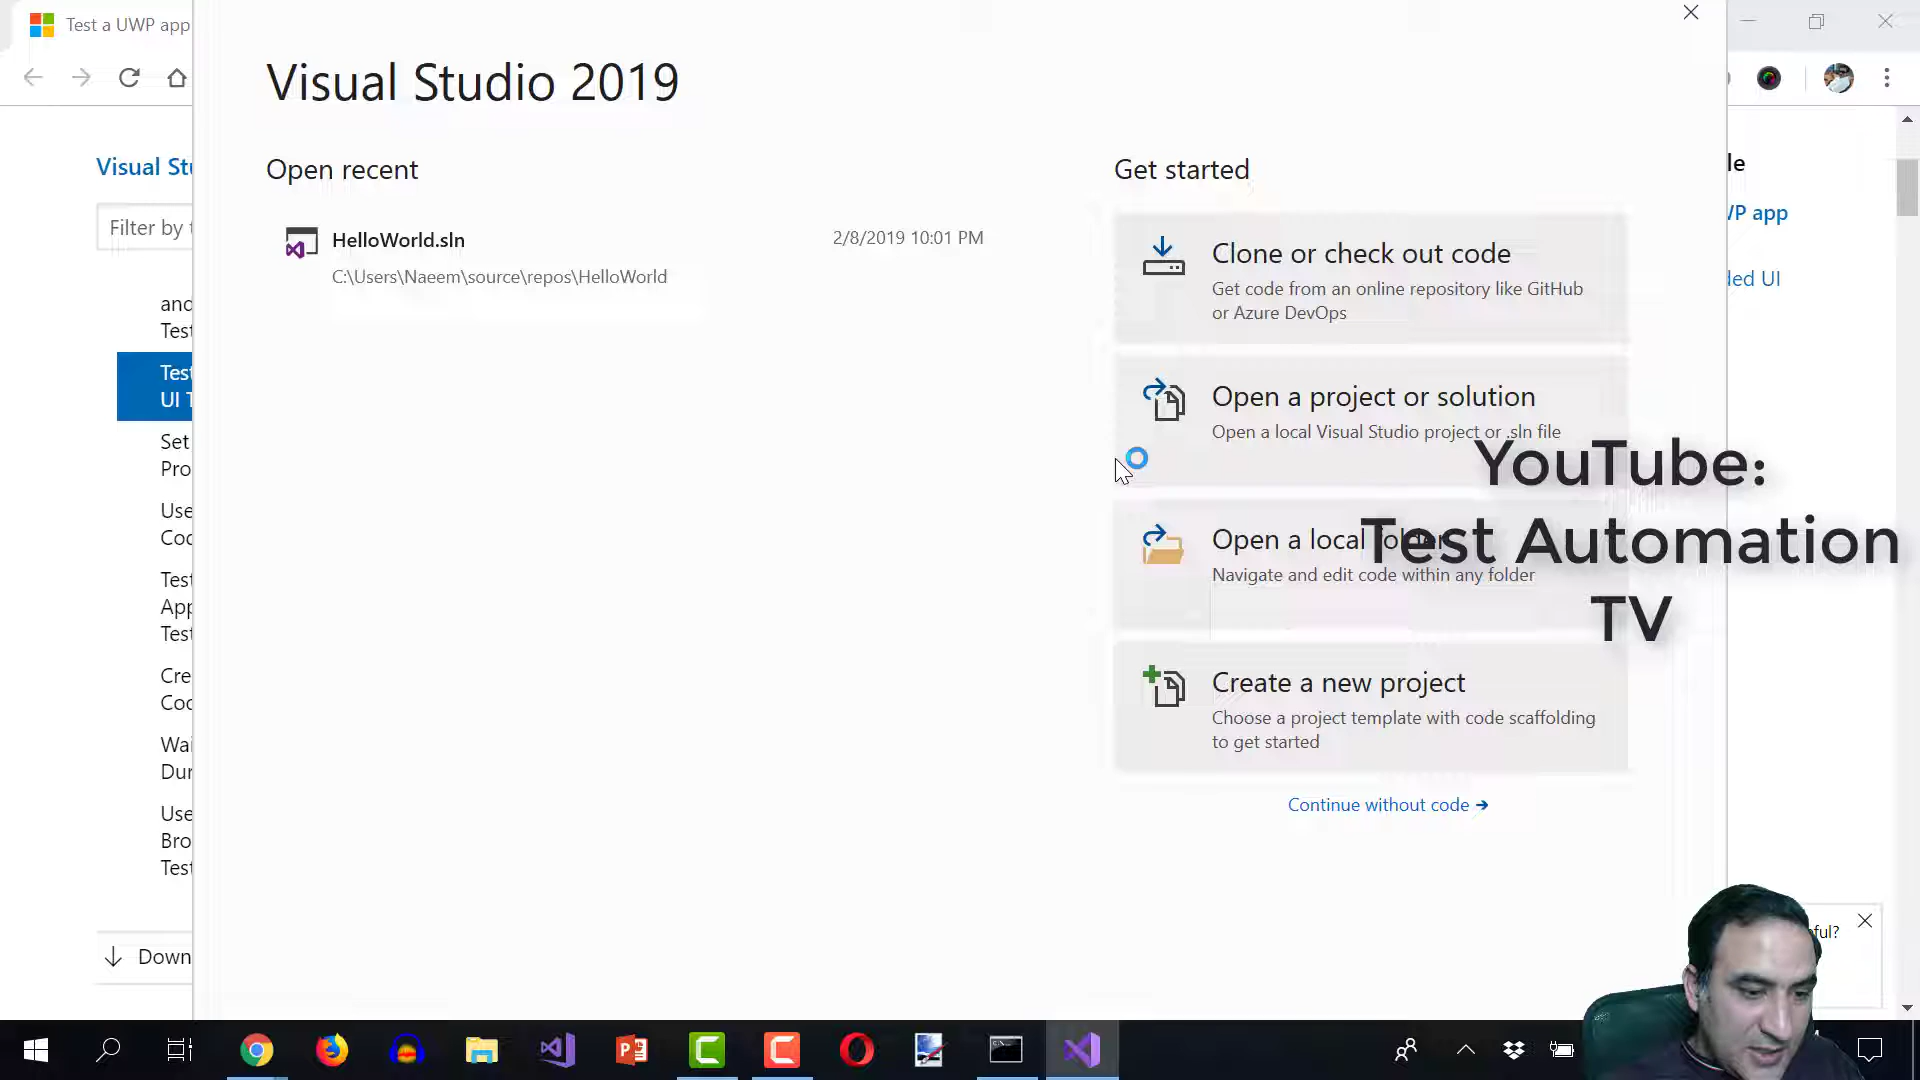 Test a UWP app
Visual Studio 2019
Visual St
Filter by t
Open recent
HelloWorld.sln
2/8/2019 10:01 PM
C:\Users\Naeem\source\repos\HelloWorld
Get started
Clone or check out code
Get code from an online repository like GitHub
or Azure DevOps
Open a project or solution
Open a local Visual Studio project or .sln file
Open a local folder
Navigate and edit code within any folder
Create a new project
Choose a project template with code scaffolding
to get started
Continue without code →
YouTube:
Test Automation
TV
and
Test
Test
UI T
Set
Pro
Use
Coc
Test
App
Test
Cre
Coc
Wai
Dur
Use
Bro
Test
Down
le
WP app
ded UI
ful?